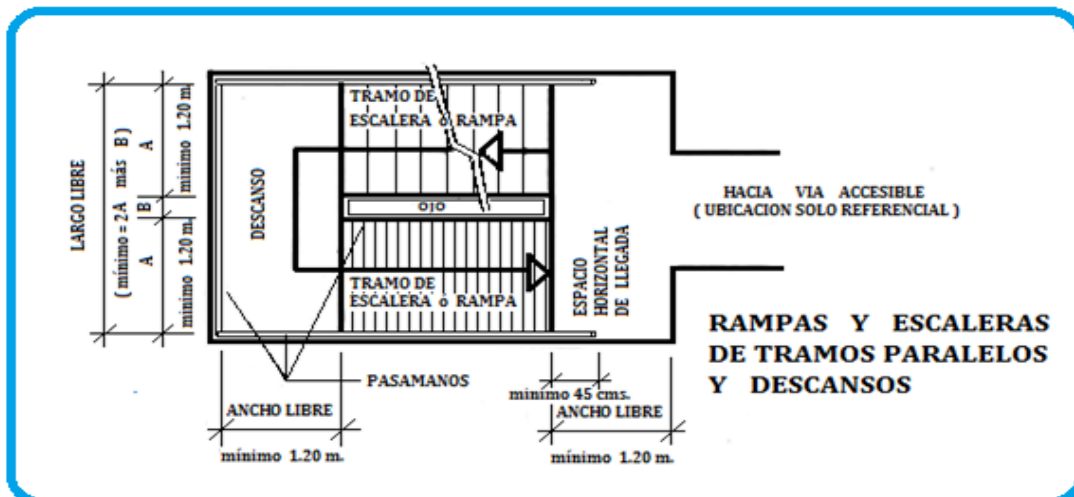 LARGO LIBRE
( mínimo = 2A más B )
A
B
A
mínimo 1.20 m.
mínimo 1.20 m.
DESCANSO
TRAMO DE
ESCALERA ó RAMPA
OJO
TRAMO DE
ESCALERA ó RAMPA
ESPACIO
HORIZONTAL
DE LLEGADA
HACIA VIA ACCESIBLE
( UBICACION SOLO REFERENCIAL )
RAMPAS Y ESCALERAS
DE TRAMOS PARALELOS
Y DESCANSOS
PASAMANOS
mínimo 45 cms.
ANCHO LIBRE
ANCHO LIBRE
mínimo 1.20 m.
mínimo 1.20 m.